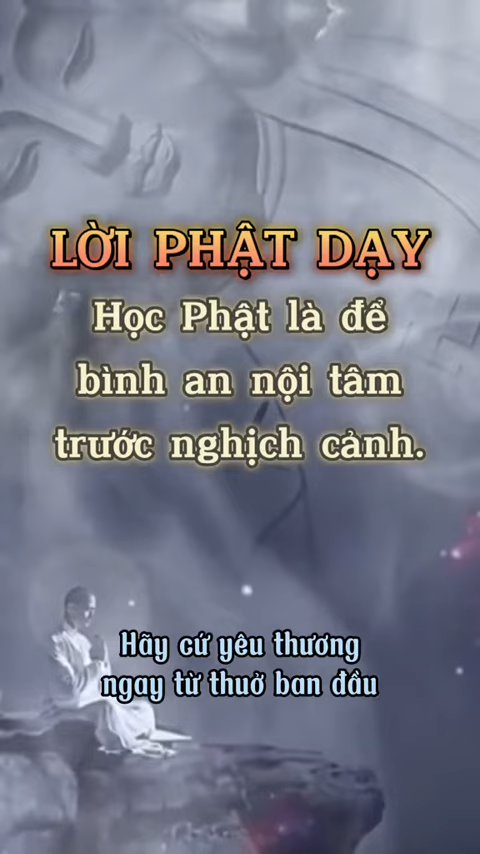 LỜI PHẬT DẠY
Học Phật là để
bình an nội tâm
trước nghịch cảnh.
Hãy cứ yêu thương
ngay từ thuở ban đầu